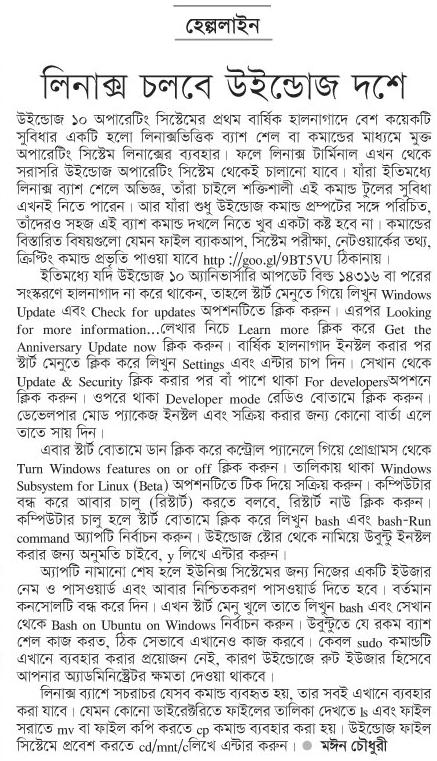 হেল্পলাইন
লিনাক্স চলবে উইন্ডোজ দশে
উইন্ডোজ ১০ অপারেটিং সিস্টেমের প্রথম বার্ষিক হালনাগাদে বেশ কয়েকটি
সুবিধার একটি হলো লিনাক্সভিত্তিক ব্যাশ শেল বা কমান্ডের মাধ্যমে মুক্ত
অপারেটিং সিস্টেম লিনাক্সের ব্যবহার। ফলে লিনাক্স টার্মিনাল এখন থেকে
সরাসরি উইন্ডোজ অপারেটিং সিস্টেম থেকেই চালানো যাবে। যাঁরা ইতিমধ্যে
লিনাক্স ব্যাশ শেলে অভিজ্ঞ, তাঁরা চাইলে শক্তিশালী এই কমান্ড টুলের সুবিধা
এখনই নিতে পারেন। আর যাঁরা শুধু উইন্ডোজ কমান্ড প্রম্পটের সঙ্গে পরিচিত,
তাঁদেরও সহজ এই ব্যাশ কমান্ড দখলে নিতে খুব একটা কষ্ট হবে না। কমান্ডের
বিস্তারিত বিষয়গুলো যেমন ফাইল ব্যাকআপ, সিস্টেম পরীক্ষা, নেটওয়ার্কের তথ্য,
ক্রিপ্টিং কমান্ড প্রভৃতি পাওয়া যাবে http ://goo.gl/9BT5VU ঠিকানায়।
ইতিমধ্যে যদি উইন্ডোজ ১০ অ্যানিভার্সারি আপডেট বিল্ড ১৪৩১৬ বা পরের
সংস্করণে হালনাগাদ না করে থাকেন, তাহলে স্টার্ট মেনুতে গিয়ে লিখুন Windows
Update এবং Check for updates অপশনটিতে ক্লিক করুন। এরপর Looking
for more information...লেখার নিচে Learn more ক্লিক করে Get the
Anniversary Update now ক্লিক করুন। বার্ষিক হালনাগাদ ইনস্টল করার পর
স্টার্ট মেনুতে ক্লিক করে লিখুন Settings এবং এন্টার চাপ দিন। সেখান থেকে
Update & Security ক্লিক করার পর বাঁ পাশে থাকা For developersঅপশনে
ক্লিক করুন। ওপরে থাকা Developer mode রেডিও বোতামে ক্লিক করুন।
ডেভেলপার মোড প্যাকেজ ইনস্টল এবং সক্রিয় করার জন্য কোনো বার্তা এলে
তাতে সায় দিন।
এবার স্টার্ট বোতামে ডান ক্লিক করে কন্ট্রোল প্যানেলে গিয়ে প্রোগ্রামস থেকে
Turn Windows features on or off ক্লিক করুন। তালিকায় থাকা Windows
Subsystem for Linux (Beta) অপশনটিতে টিক দিয়ে সক্রিয় করুন। কম্পিউটার
বন্ধ করে আবার চালু (রিস্টার্ট) করতে বলবে, রিস্টার্ট নাউ ক্লিক করুন।
কম্পিউটার চালু হলে স্টার্ট বোতামে ক্লিক করে লিখুন bash এবং bash-Run
command অ্যাপটি নির্বাচন করুন। উইন্ডোজ স্টোর থেকে নামিয়ে উবুন্টু ইনস্টল
করার জন্য অনুমতি চাইবে, y লিখে এন্টার করুন।
অ্যাপটি নামানো শেষ হলে ইউনিক্স সিস্টেমের জন্য নিজের একটি ইউজার
নেম ও পাসওয়ার্ড এবং আবার নিশ্চিতকরণ পাসওয়ার্ড দিতে হবে। বর্তমান
কনসোলটি বন্ধ করে দিন। এখন স্টার্ট মেনু খুলে তাতে লিখুন bash এবং সেখান
থেকে Bash on Ubuntu on Windows নির্বাচন করুন। উবুন্টুতে যে রকম ব্যাশ
শেল কাজ করত, ঠিক সেভাবে এখানেও কাজ করবে। কেবল sudo কমান্ডটি
এখানে ব্যবহার করার প্রয়োজন নেই, কারণ উইন্ডোজে রুট ইউজার হিসেবে
আপনার অ্যাডমিনিস্ট্রেটর ক্ষমতা দেওয়া থাকবে।
লিনাক্স ব্যাশে সচরাচর যেসব কমান্ড ব্যবহৃত হয়, তার সবই এখানে ব্যবহার
করা যাবে। যেমন কোনো ডাইরেক্টরিতে ফাইলের তালিকা দেখতে ls এবং ফাইল
সরাতে mv বা ফাইল কপি করতে cp কমান্ড ব্যবহার করা হয়। উইন্ডোজ ফাইল
সিস্টেমে প্রবেশ করতে cd/mnt/cলিখে এন্টার করুন। ● মঈন চৌধুরী